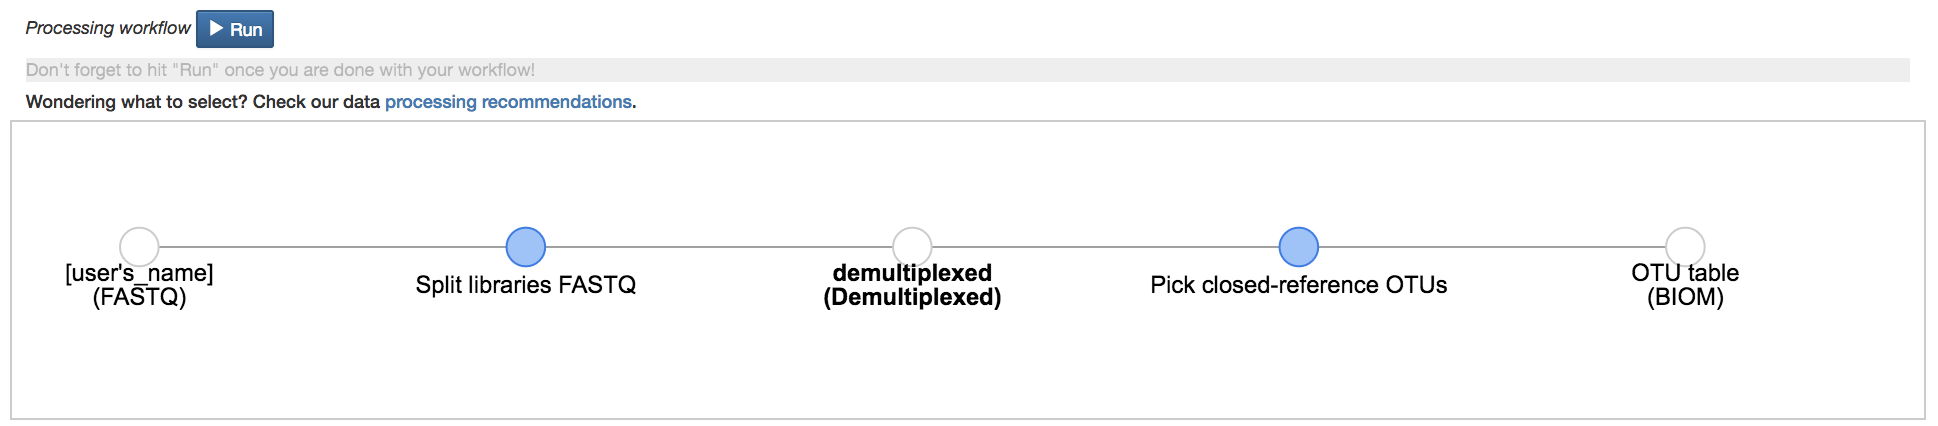 Processing workflow Run
Don't forget to hit "Run" once you are done with your workflow!
Wondering what to select? Check our data processing recommendations.
[user's_name]
(FASTQ)
Split libraries FASTQ
demultiplexed
(Demultiplexed)
Pick closed-reference OTUs
OTU table
(BIOM)